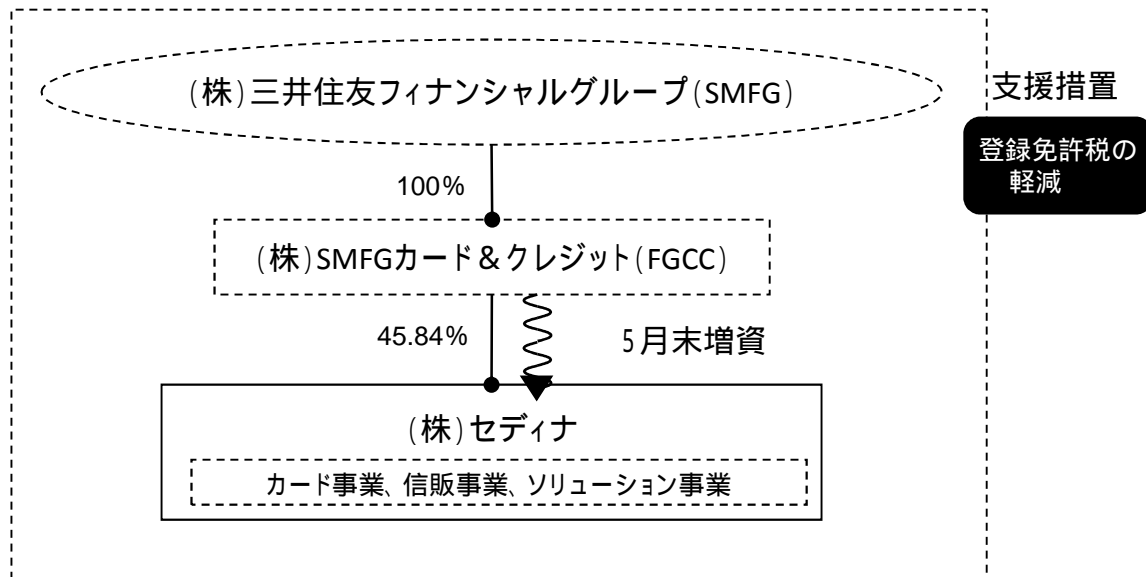 (株)三井住友フィナンシャルグループ(SMFG)
支援措置
登録免許税の
軽減
100%
(株)SMFGカード&クレジット(FGCC)
45.84%
5月末増資
(株)セディナ
カード事業、信販事業、ソリューション事業